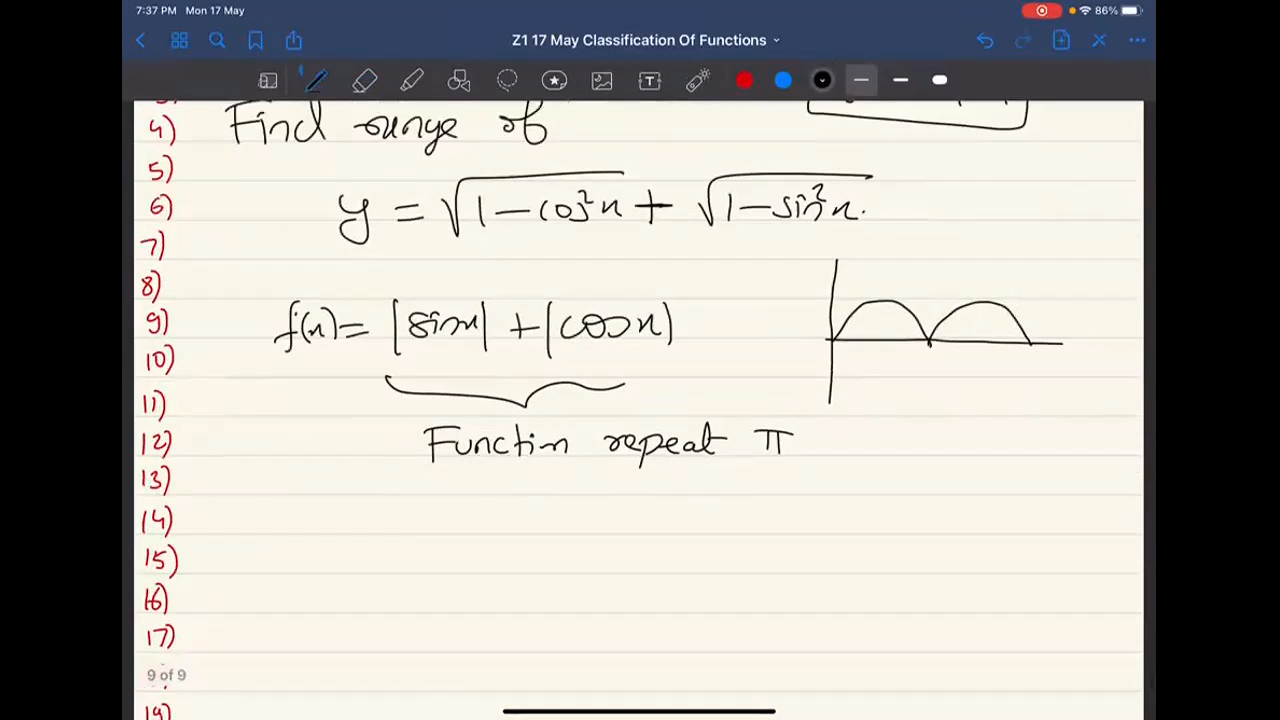 7:37 PM Mon 17 May 86%
Z1 17 May Classification Of Functions
4) Find range of
5)
6) y = √1-cos²x + √1-sin²x.
7)
8)
9) f(x)= |sinx| + |cosx|
10)
11)
12) Function repeat π
13)
14)
15)
16)
17)
9 of 9
19)